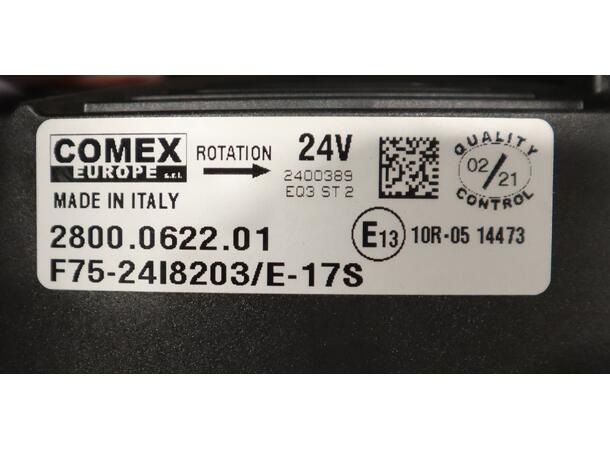 COMEX
EUROPE s.r.l.
ROTATION
24V
2400389
EQ3 ST 2
QUALITY
02/21
CONTROL
MADE IN ITALY
2800.0622.01
E13
10R-05 14473
F75-24I8203/E-17S